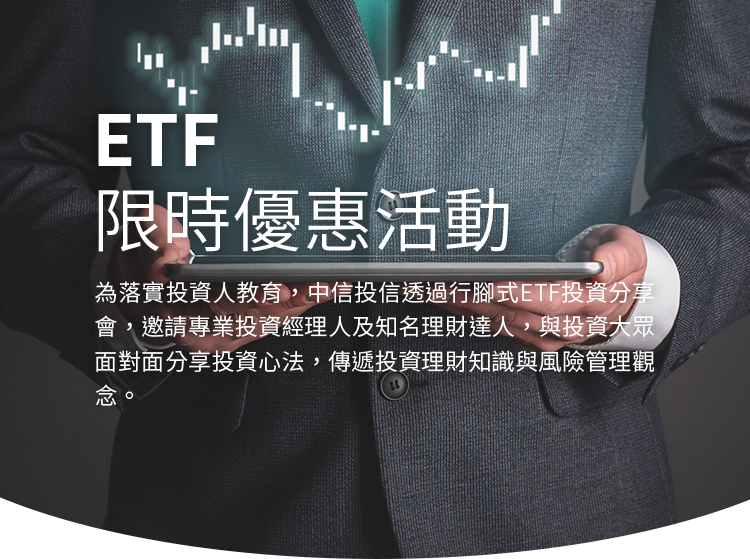 ETF
限時優惠活動
為落實投資人教育，中信投信透過行腳式ETF投資分享
會，邀請專業投資經理人及知名理財達人，與投資大眾
面對面分享投資心法，傳遞投資理財知識與風險管理觀
念。